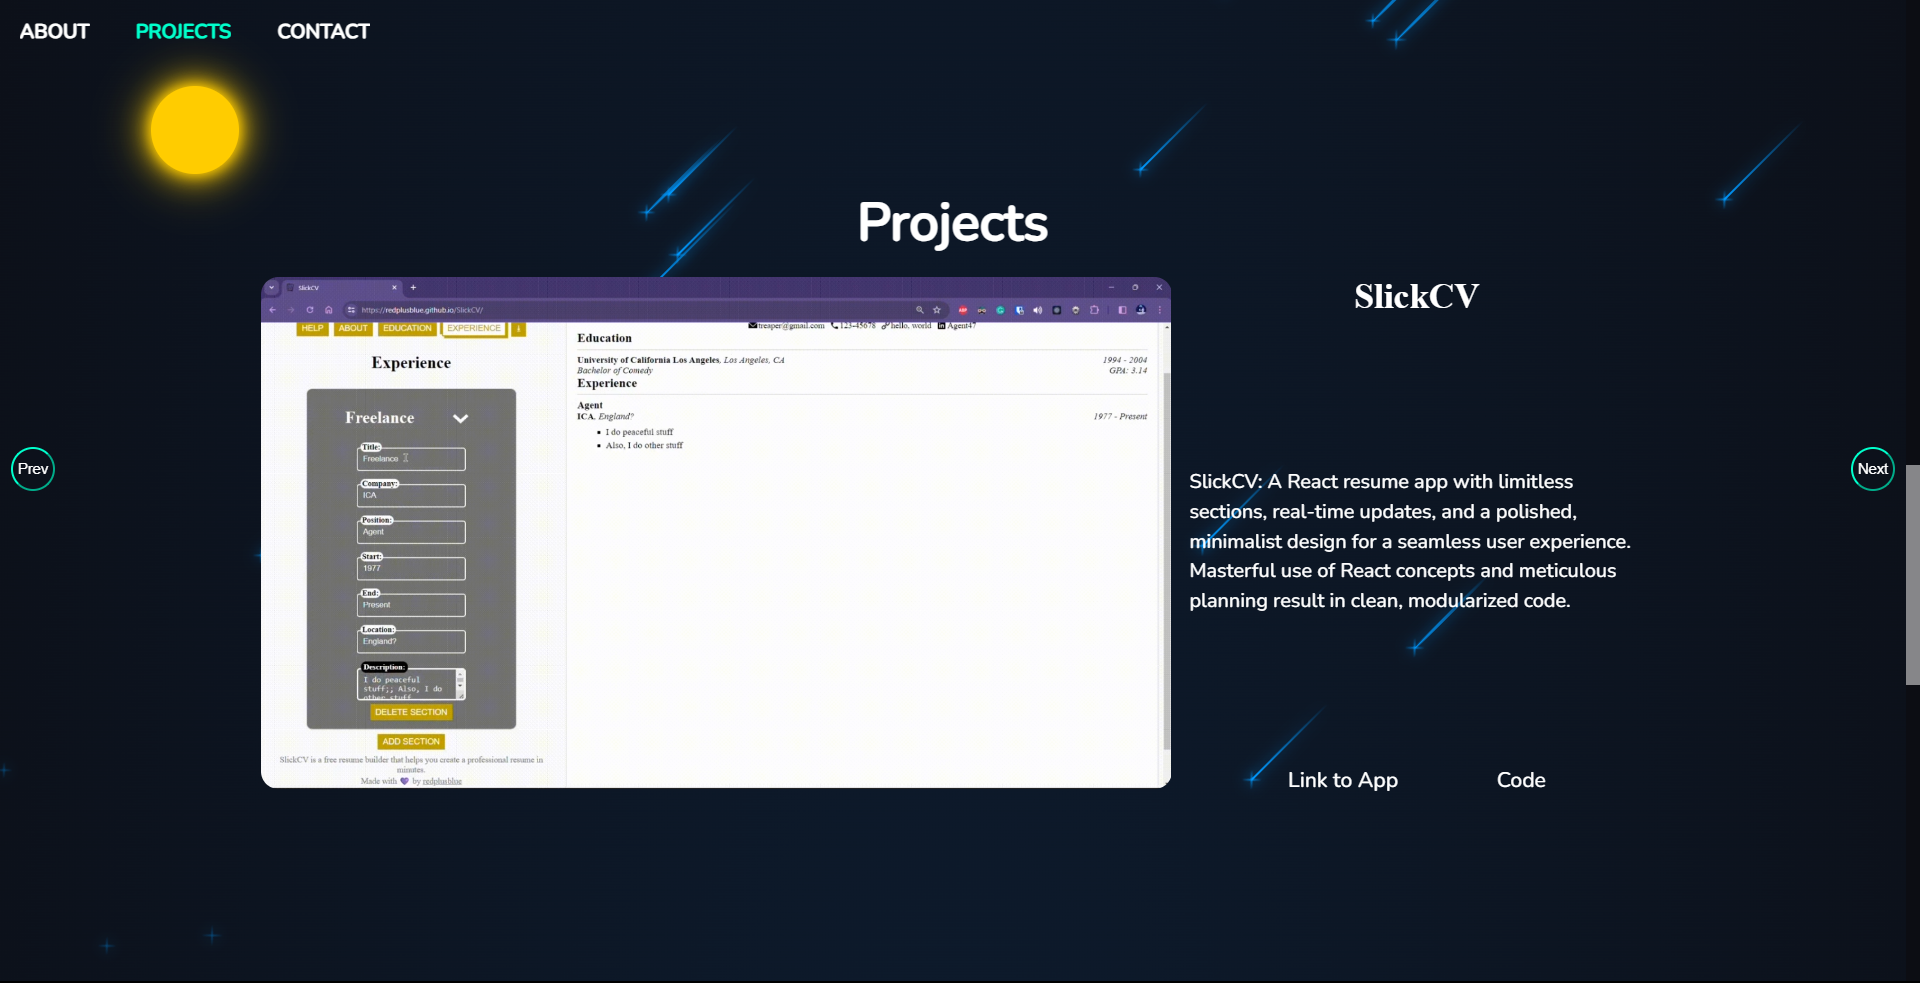 ABOUT PROJECTS CONTACT
Projects
SlickCV
https://redplusblue.github.io/SlickCV/
HELP ABOUT EDUCATION EXPERIENCE
Experience
Freelance
Title:
Freelance
Company:
ICA
Position:
Agent
Start:
1977
End:
Present
Location:
England?
Description:
I do peaceful
stuff;; Also, I do
other stuff
DELETE SECTION
ADD SECTION
SlickCV is a free resume builder that helps you create a professional resume in
minutes.
Made with 💜 by redplusblue
treaper@gmail.com 123-45678 hello, world Agent47
Education
University of California Los Angeles, Los Angeles, CA 1994 - 2004
Bachelor of Comedy GPA: 3.14
Experience
Agent
ICA, England? 1977 - Present
I do peaceful stuff
Also, I do other stuff
SlickCV
SlickCV: A React resume app with limitless
sections, real-time updates, and a polished,
minimalist design for a seamless user experience.
Masterful use of React concepts and meticulous
planning result in clean, modularized code.
Link to App Code
Prev
Next